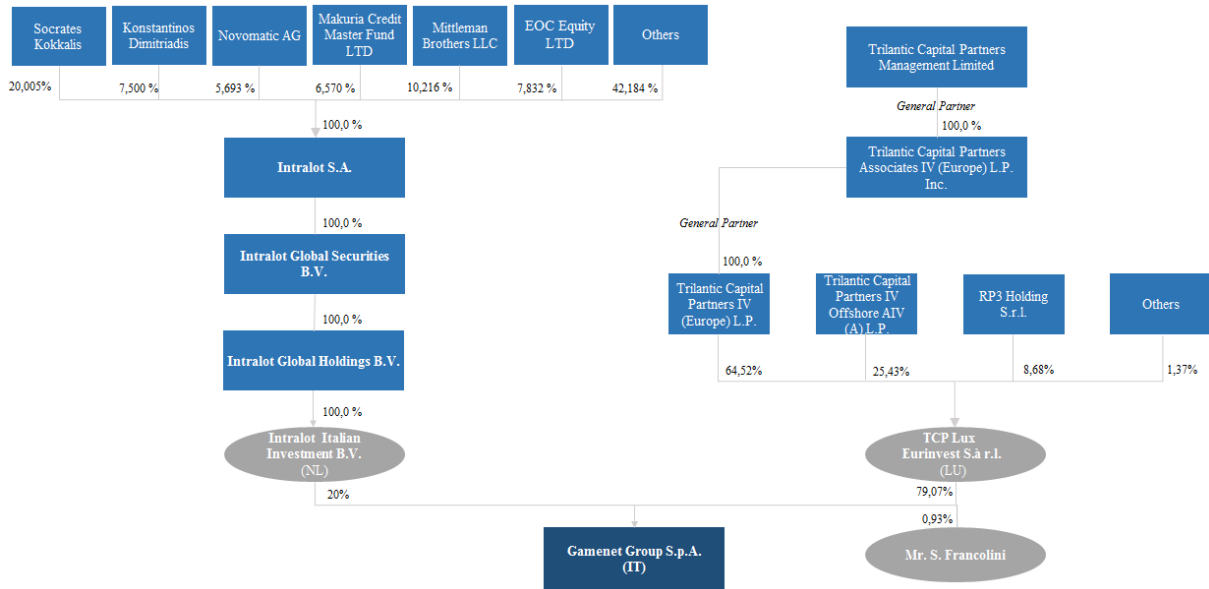 Socrates
Kokkalis
Konstantinos
Dimitriadis
Novomatic AG
Makuria Credit
Master Fund
LTD
Mittleman
Brothers LLC
EOC Equity
LTD
Others
20,005%
7,500 %
5,693 %
6,570 %
10,216 %
7,832 %
42,184 %
100,0 %
Intralot S.A.
100,0 %
Intralot Global Securities
B.V.
100,0 %
Intralot Global Holdings B.V.
100,0 %
Intralot Italian
Investment B.V.
(NL)
20%
Trilantic Capital Partners
Management Limited
General Partner
100,0 %
Trilantic Capital Partners
Associates IV (Europe) L.P.
Inc.
General Partner
100,0 %
Trilantic Capital
Partners IV
(Europe) L.P.
Trilantic Capital
Partners IV
Offshore AIV
(A) L.P.
RP3 Holding
S.r.l.
Others
64,52%
25,43%
8,68%
1,37%
TCP Lux
Eurinvest S.à r.l.
(LU)
79,07%
0,93%
Mr. S. Francolini
Gamenet Group S.p.A.
(IT)